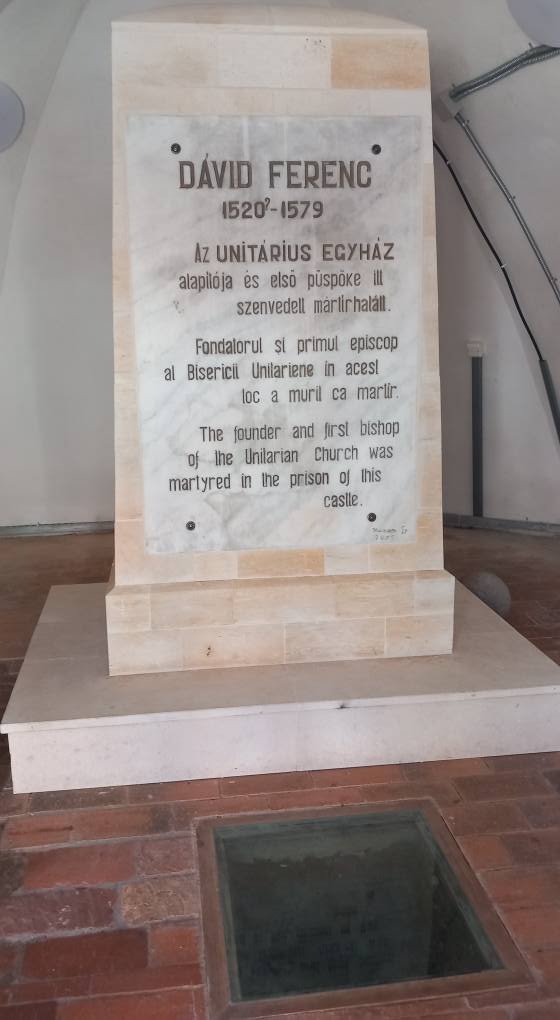 DÁVID FERENC
1520?-1579
AZ UNITÁRIUS EGYHÁZ
alapítója és első püspöke itt
szenvedett mártírhalált.
Fondatorul și primul episcop
al Bisericii Unitariene în acest
loc a murit ca martir.
The founder and first bishop
of the Unitarian Church was
martyred in the prison of this
castle.